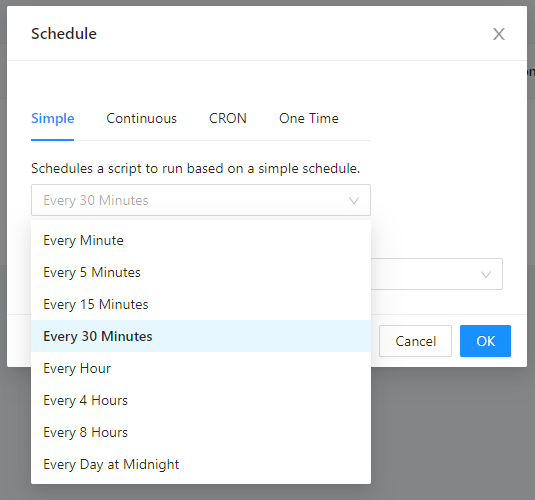 Schedule
Simple Continuous CRON One Time
Schedules a script to run based on a simple schedule.
Every 30 Minutes
Every Minute
Every 5 Minutes
Every 15 Minutes
Every 30 Minutes
Every Hour
Every 4 Hours
Every 8 Hours
Every Day at Midnight
Cancel OK